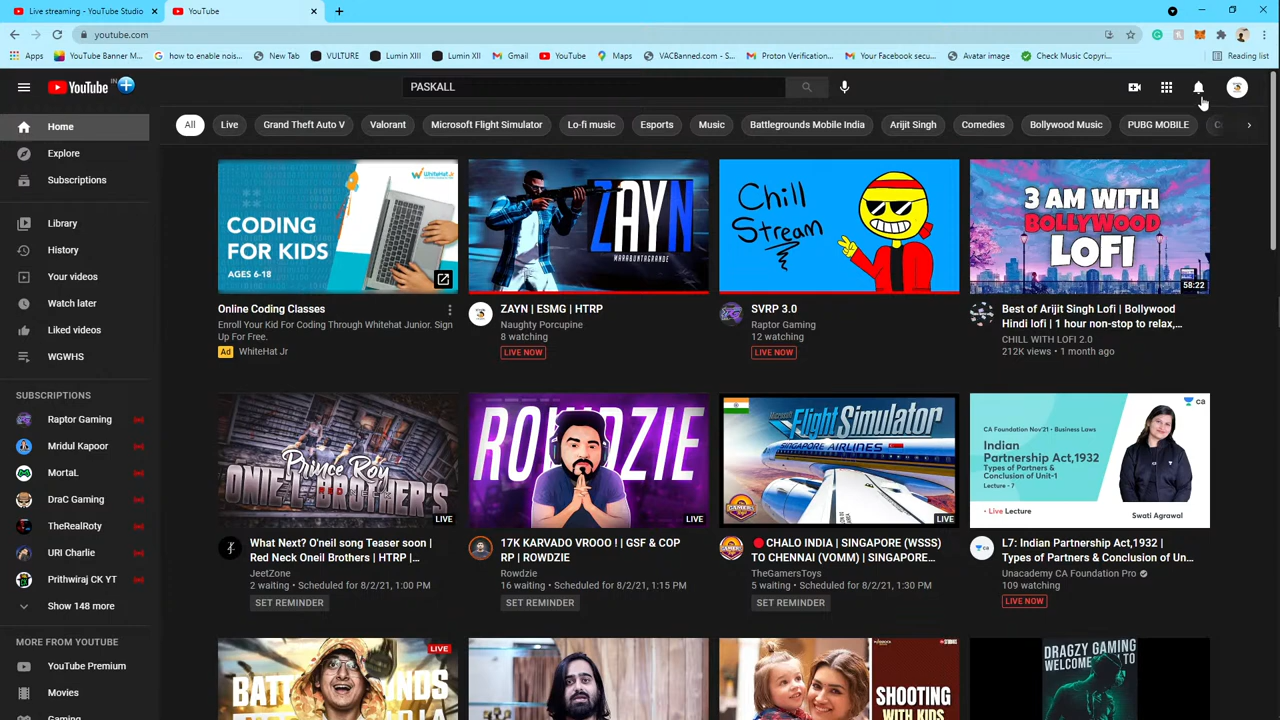 Live streaming - YouTube Studio
YouTube
youtube.com
Apps
YouTube Banner M...
how to enable nois...
New Tab
VULTURE
Lumin XIII
Lumin XII
Gmail
YouTube
Maps
VACBanned.com - S...
Proton Verification...
Your Facebook secu...
Avatar image
Check Music Copyri...
Reading list
YouTube IN
PASKALL
All
Live
Grand Theft Auto V
Valorant
Microsoft Flight Simulator
Lo-fi music
Esports
Music
Battlegrounds Mobile India
Arijit Singh
Comedies
Bollywood Music
PUBG MOBILE
Home
Explore
Subscriptions
Library
History
Your videos
Watch later
Liked videos
WGWHS
SUBSCRIPTIONS
Raptor Gaming
Mridul Kapoor
MortaL
DraC Gaming
TheRealRoty
URI Charlie
Prithwiraj CK YT
Show 148 more
MORE FROM YOUTUBE
YouTube Premium
Movies
Gaming
WhiteHat Jr
CODING
FOR KIDS
AGES 6-18
Online Coding Classes
Enroll Your Kid For Coding Through Whitehat Junior. Sign
Up For Free.
Ad WhiteHat Jr
ZAYN
MARABUNTAGRANDE
ZAYN | ESMG | HTRP
Naughty Porcupine
8 watching
LIVE NOW
Chill
Stream
SVRP 3.0
Raptor Gaming
12 watching
LIVE NOW
3 AM WITH
BOLLYWOOD
LOFI
58:22
Best of Arijit Singh Lofi | Bollywood
Hindi lofi | 1 hour non-stop to relax,...
CHILL WITH LOFI 2.0
212K views • 1 month ago
Prince Roy
RED NECK
ONIEL BROTHER'S
LIVE
What Next? O'neil song Teaser soon |
Red Neck Oneil Brothers | HTRP |...
JeetZone
2 waiting • Scheduled for 8/2/21, 1:00 PM
SET REMINDER
ROWDZIE
LIVE
17K KARVADO VROOO ! | GSF & COP
RP | ROWDZIE
Rowdzie
16 waiting • Scheduled for 8/2/21, 1:15 PM
SET REMINDER
Microsoft
Flight Simulator
SINGAPORE AIRLINES
GAMERS
LIVE
🔴CHALO INDIA | SINGAPORE (WSSS)
TO CHENNAI (VOMM) | SINGAPORE...
TheGamersToys
5 waiting • Scheduled for 8/2/21, 1:30 PM
SET REMINDER
ca
CA Foundation Nov'21 - Business Laws
Indian
Partnership Act,1932
Types of Partners &
Conclusion of Unit-1
Lecture - 7
• Live Lecture
Swati Agrawal
L7: Indian Partnership Act,1932 |
Types of Partners & Conclusion of Un...
Unacademy CA Foundation Pro
109 watching
LIVE NOW
LIVE
SHOOTING
WITH KIDS
DRAGZY GAMING
WELCOME TO